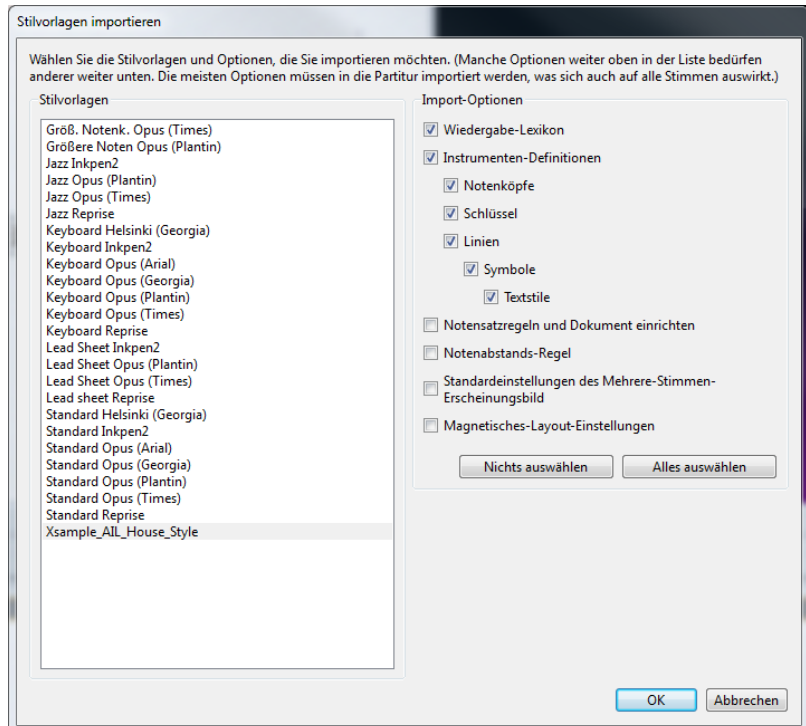 Stilvorlagen importieren
Wählen Sie die Stilvorlagen und Optionen, die Sie importieren möchten. (Manche Optionen weiter oben in der Liste bedürfen
anderer weiter unten. Die meisten Optionen müssen in die Partitur importiert werden, was sich auch auf alle Stimmen auswirkt.)
Stilvorlagen
Größ. Notenk. Opus (Times)
Größere Noten Opus (Plantin)
Jazz Inkpen2
Jazz Opus (Plantin)
Jazz Opus (Times)
Jazz Reprise
Keyboard Helsinki (Georgia)
Keyboard Inkpen2
Keyboard Opus (Arial)
Keyboard Opus (Georgia)
Keyboard Opus (Plantin)
Keyboard Opus (Times)
Keyboard Reprise
Lead Sheet Inkpen2
Lead Sheet Opus (Plantin)
Lead Sheet Opus (Times)
Lead sheet Reprise
Standard Helsinki (Georgia)
Standard Inkpen2
Standard Opus (Arial)
Standard Opus (Georgia)
Standard Opus (Plantin)
Standard Opus (Times)
Standard Reprise
Xsample_AIL_House_Style
Import-Optionen
Wiedergabe-Lexikon
Instrumenten-Definitionen
Notenköpfe
Schlüssel
Linien
Symbole
Textstile
Notensatzregeln und Dokument einrichten
Notenabstands-Regel
Standardeinstellungen des Mehrere-Stimmen-
Erscheinungsbild
Magnetisches-Layout-Einstellungen
Nichts auswählen
Alles auswählen
OK
Abbrechen